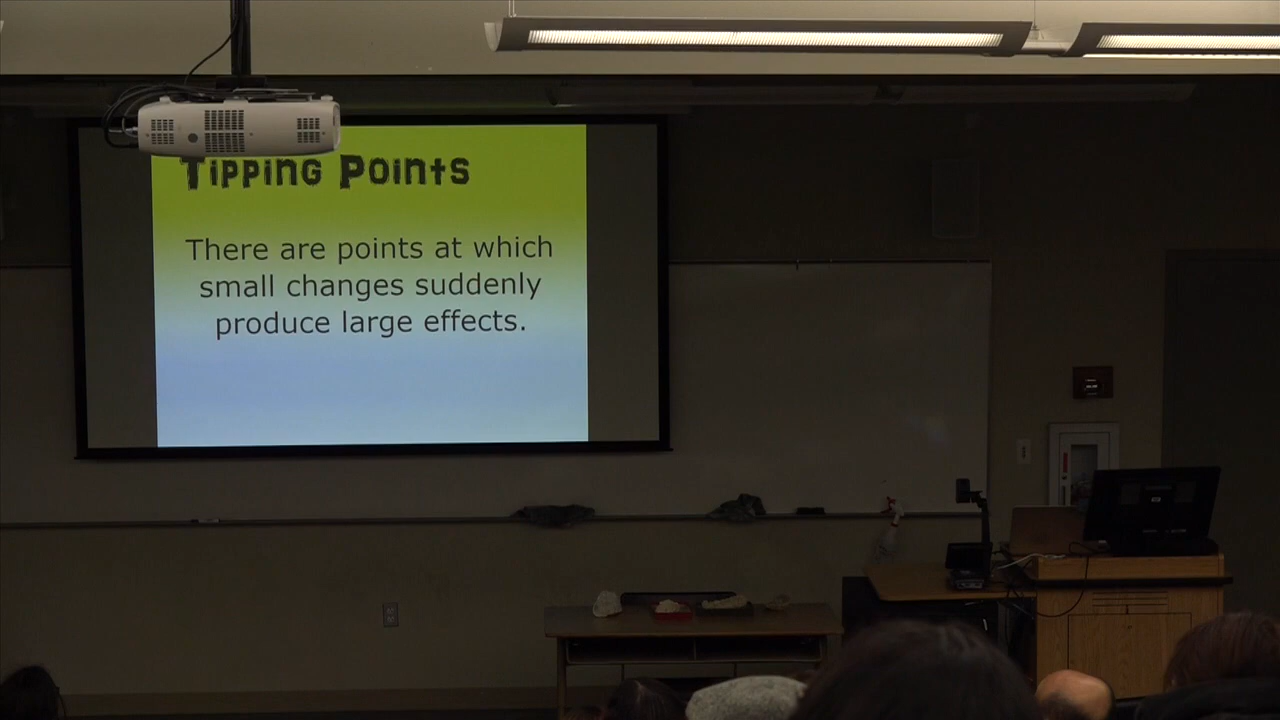 Tipping Points
There are points at which
small changes suddenly
produce large effects.